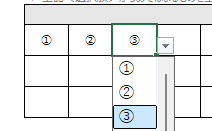 ① ② ③
①
②
③